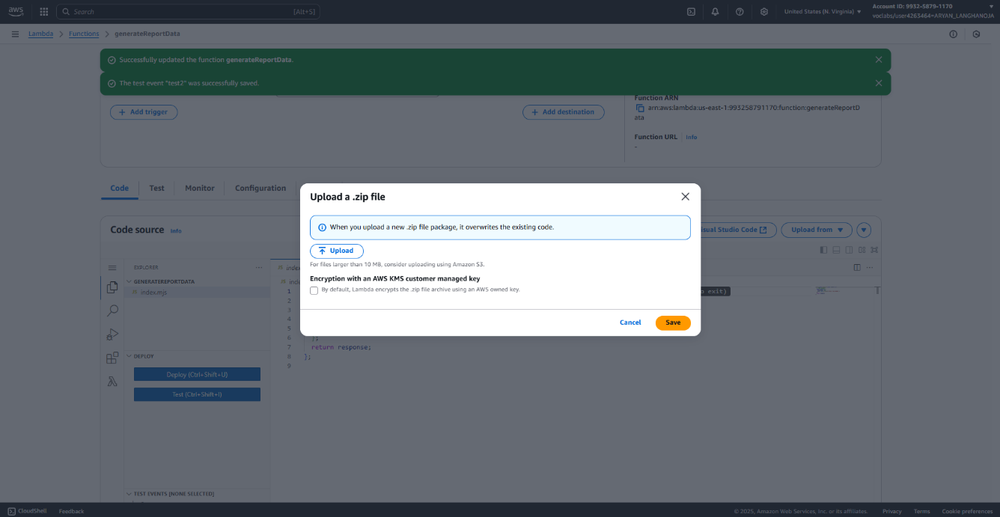 aws
Search
[Alt+S]
United States (N. Virginia)
Account ID: 9932-5879-1170
voclabs/user4263464=ARYAN_LANGHANOJA
Lambda
Functions
generateReportData
Successfully updated the function generateReportData.
The test event "test2" was successfully saved.
Add trigger
Add destination
Function ARN
arn:aws:lambda:us-east-1:993258791170:function:generateReportD
ata
Function URL
Info
-
Code
Test
Monitor
Configuration
Upload a .zip file
When you upload a new .zip file package, it overwrites the existing code.
Upload
For files larger than 10 MB, consider uploading using Amazon S3.
Encryption with an AWS KMS customer managed key
By default, Lambda encrypts the .zip file archive using an AWS owned key.
Cancel
Save
Code source
Info
isual Studio Code
Upload from
EXPLORER
GENERATEREPORTDATA
JS index.mjs
JS index
JS inde
o exit)
1
2
3
4
5
6 };
7 return response;
8 };
9
DEPLOY
Deploy (Ctrl+Shift+U)
Test (Ctrl+Shift+I)
TEST EVENTS [NONE SELECTED]
CloudShell
Feedback
© 2025, Amazon Web Services, Inc. or its affiliates.
Privacy
Terms
Cookie preferences